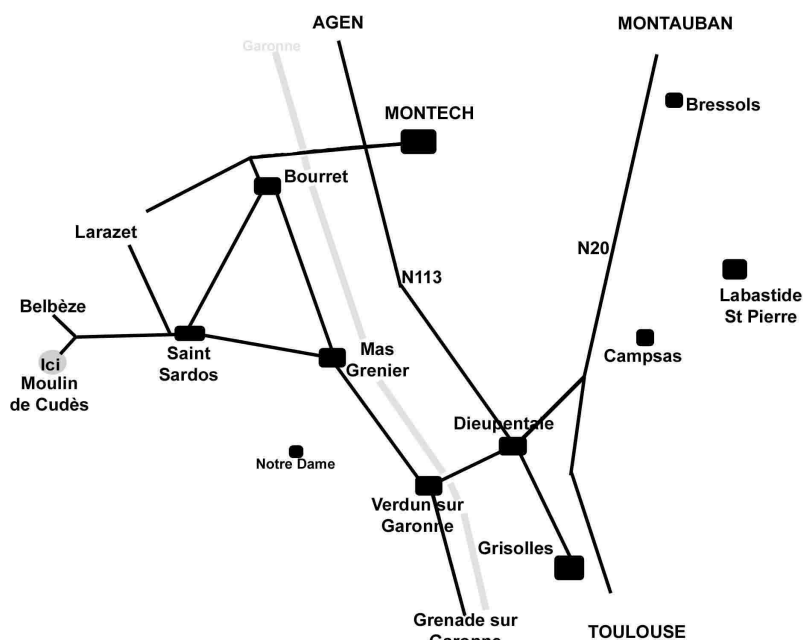 AGEN
MONTAUBAN
Garonne
Bressols
MONTECH
Bourret
Larazet
N20
N113
Labastide
St Pierre
Belbèze
Saint
Sardos
Mas
Grenier
Campsas
Ici
Moulin
de Cudès
Dieupentale
Notre Dame
Verdun sur
Garonne
Grisolles
Grenade sur
Garonne
TOULOUSE